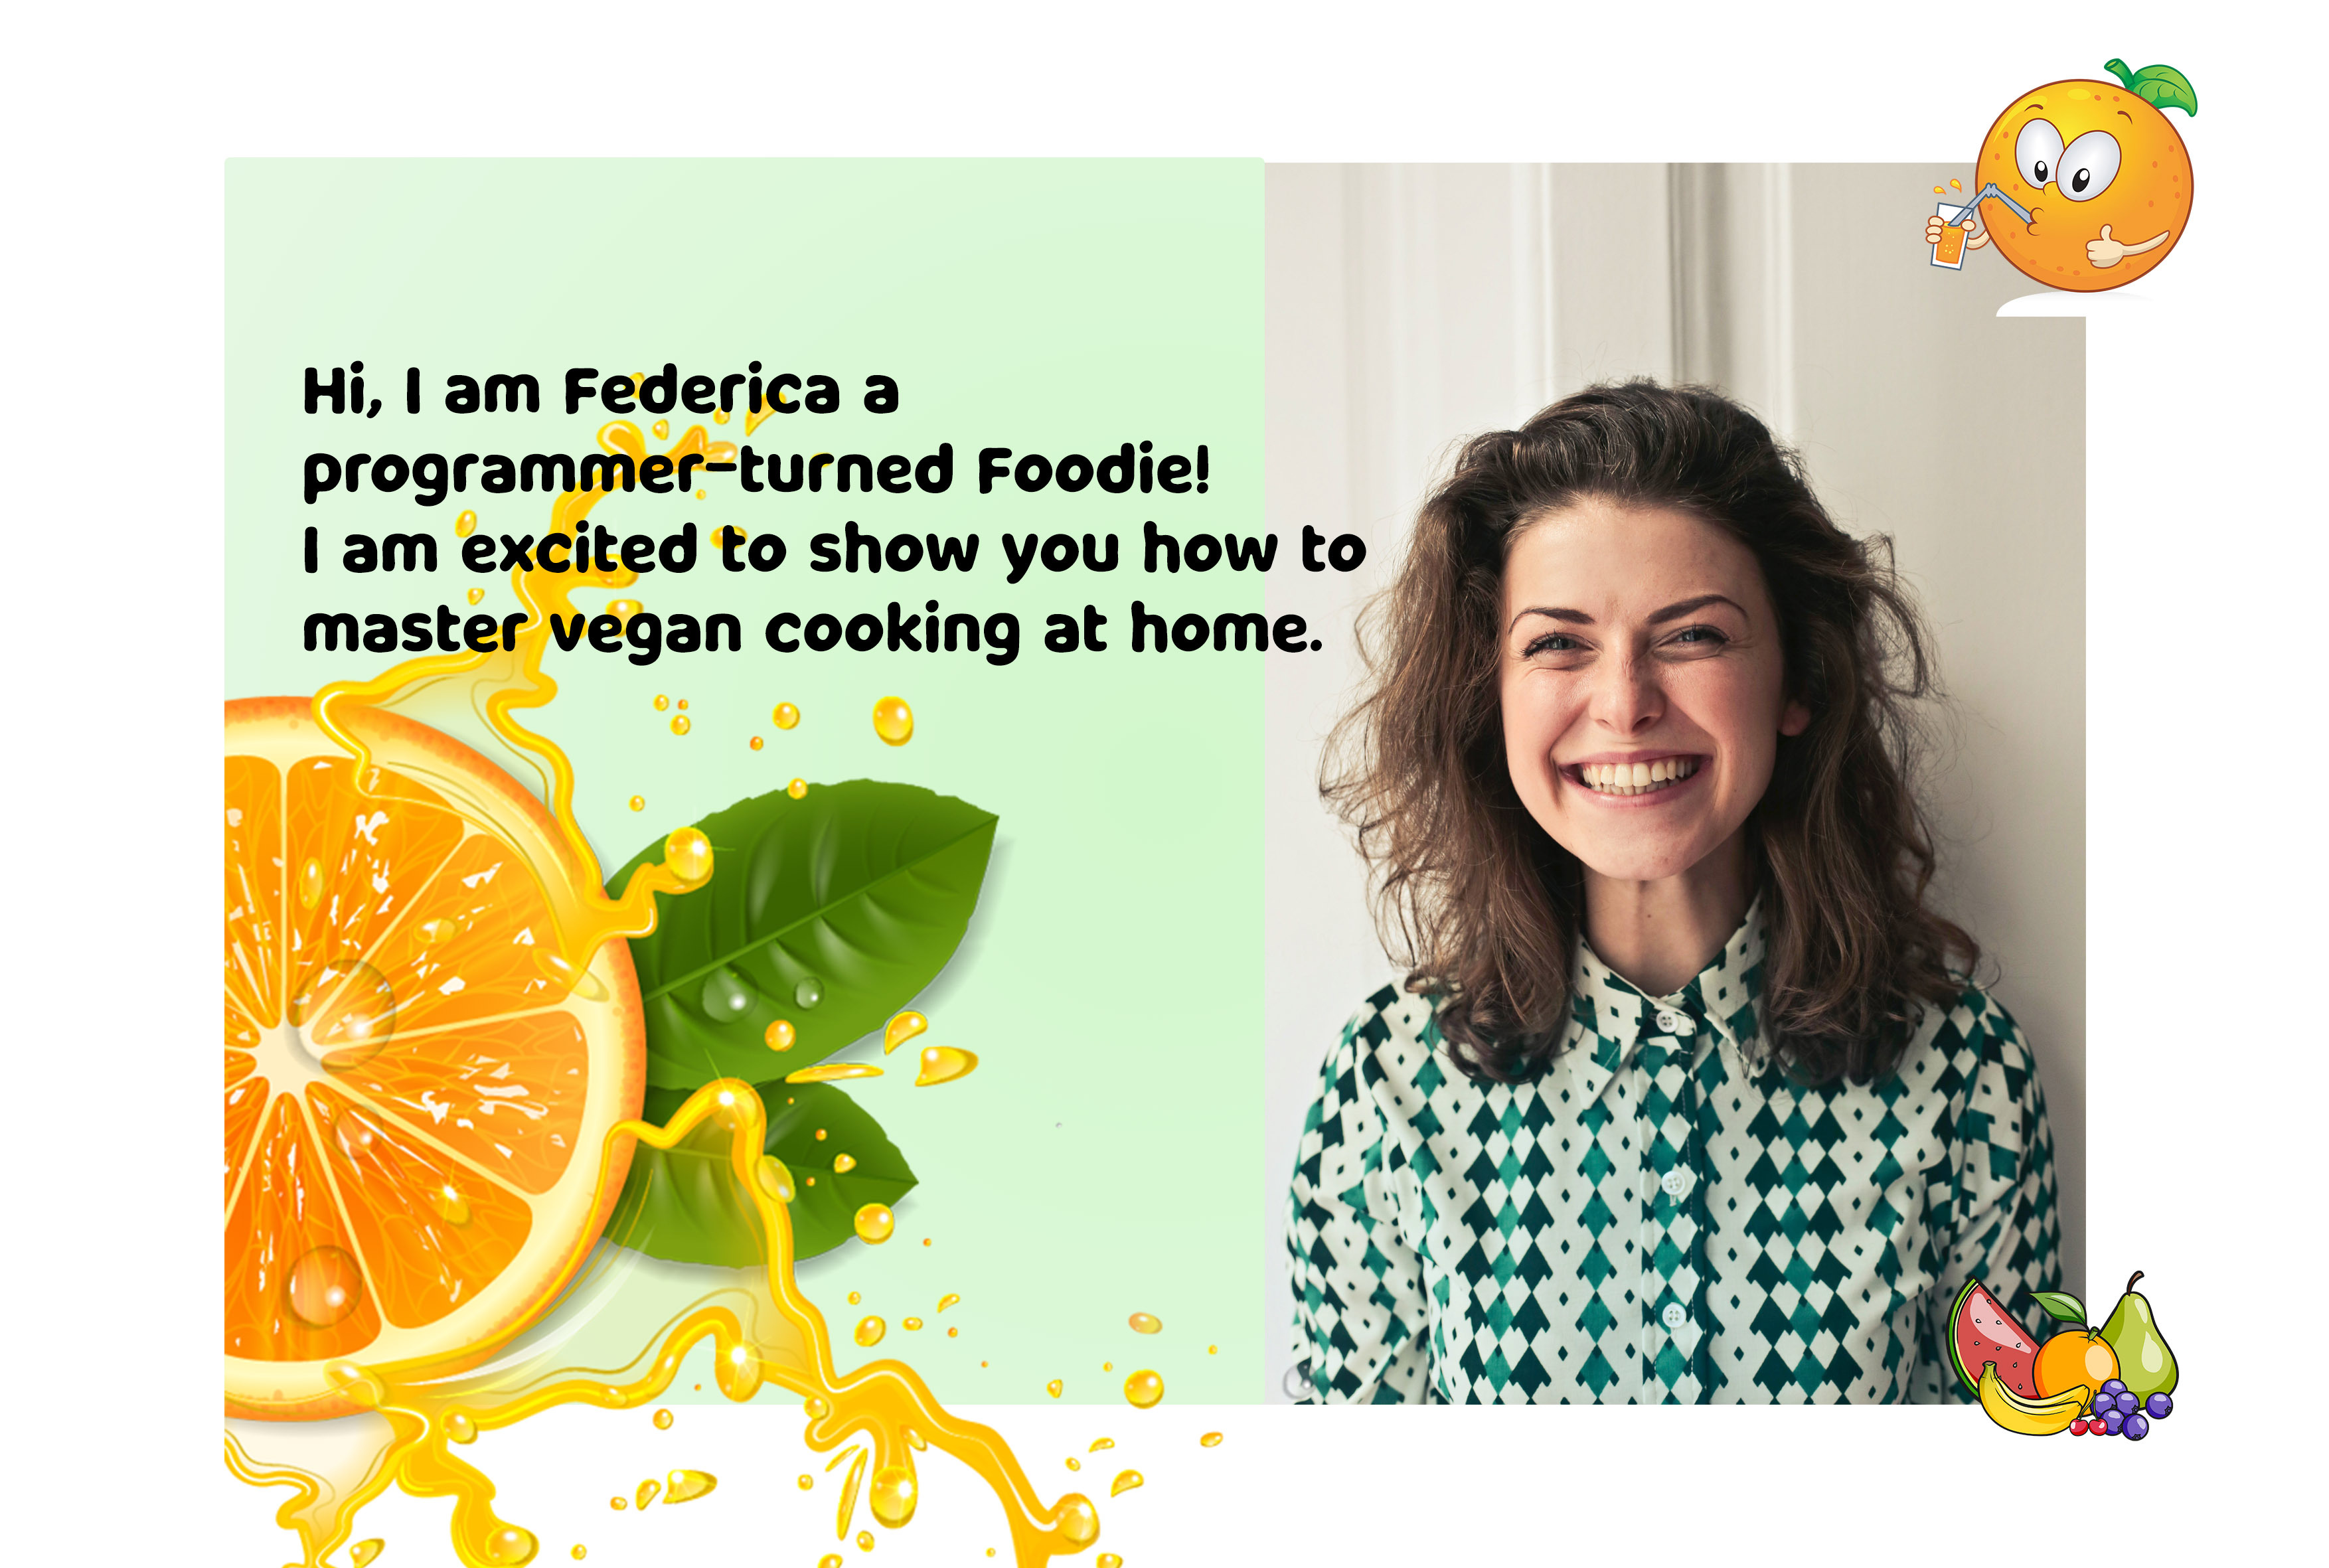 Hi, I am Federica a
programmer-turned Foodie!
I am excited to show you how to
master vegan cooking at home.